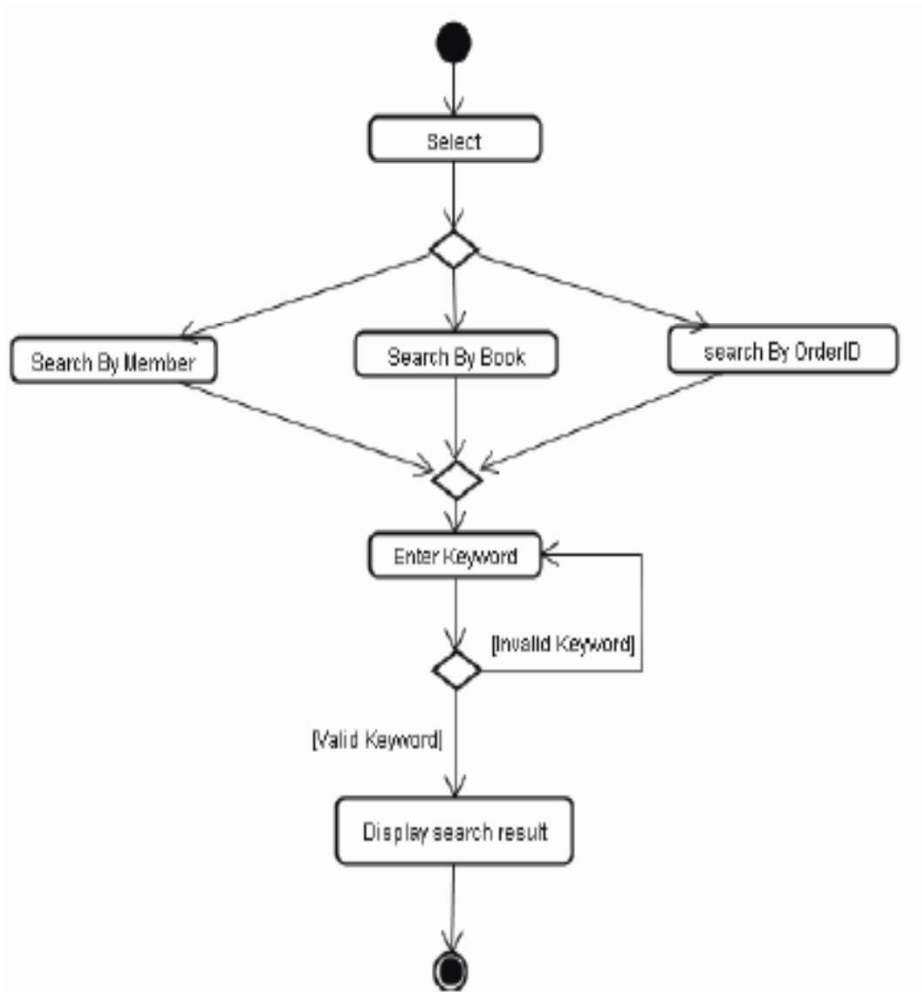 Select
Search By Member
Search By Book
search By OrderID
Enter Keyword
[Invalid Keyword]
[Valid Keyword]
Display search result